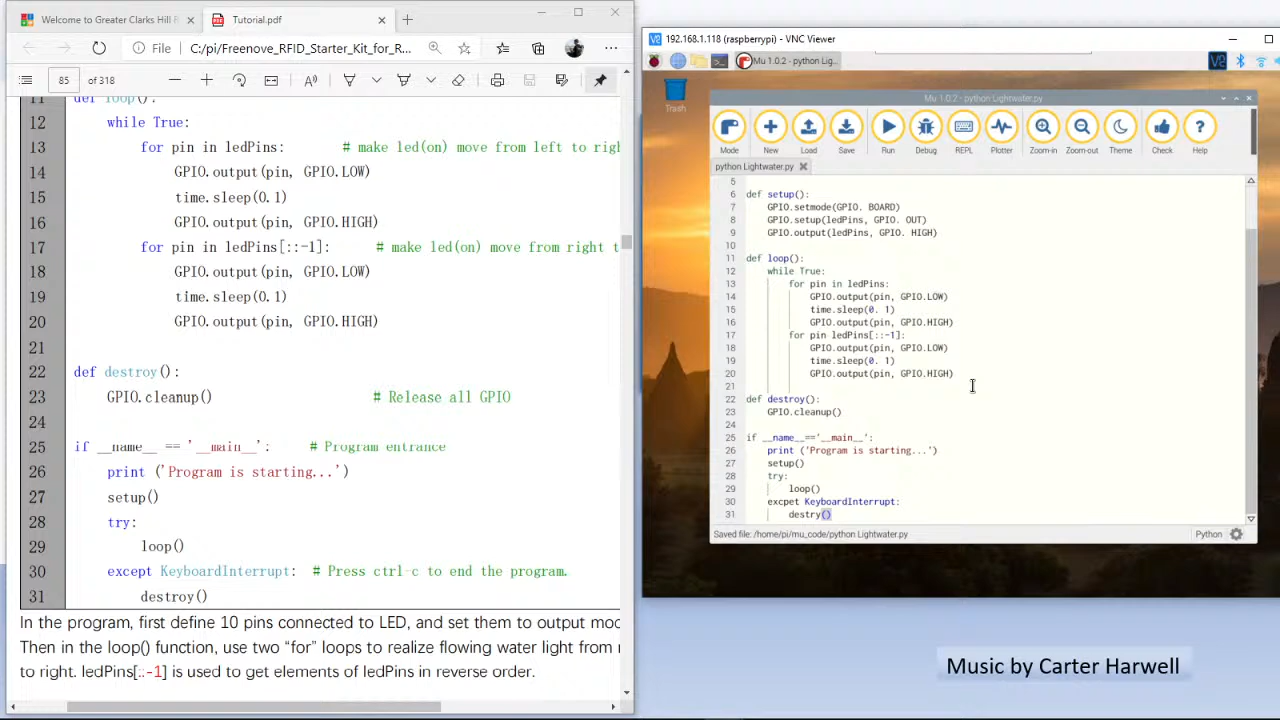 Welcome to Greater Clarks Hill R
Tutorial.pdf
File
C:/pi/Freenove_RFID_Starter_Kit_for_R...
85 of 318
11 def loop():
12 while True:
13 for pin in ledPins: # make led(on) move from left to righ
14 GPIO.output(pin, GPIO.LOW)
15 time.sleep(0.1)
16 GPIO.output(pin, GPIO.HIGH)
17 for pin in ledPins[::-1]: # make led(on) move from right t
18 GPIO.output(pin, GPIO.LOW)
19 time.sleep(0.1)
20 GPIO.output(pin, GPIO.HIGH)
21
22 def destroy():
23 GPIO.cleanup() # Release all GPIO
24
25 if __name__ == '__main__': # Program entrance
26 print ('Program is starting...')
27 setup()
28 try:
29 loop()
30 except KeyboardInterrupt: # Press ctrl-c to end the program.
31 destroy()
In the program, first define 10 pins connected to LED, and set them to output mod
Then in the loop() function, use two “for” loops to realize flowing water light from r
to right. ledPins[::-1] is used to get elements of ledPins in reverse order.
192.168.1.118 (raspberrypi) - VNC Viewer
Mu 1.0.2 - python Lig...
Trash
Mu 1.0.2 - python Lightwater.py
Mode New Load Save Run Debug REPL Plotter Zoom-in Zoom-out Theme Check Help
python Lightwater.py
5
6 def setup():
7 GPIO.setmode(GPIO. BOARD)
8 GPIO.setup(ledPins, GPIO. OUT)
9 GPIO.output(ledPins, GPIO. HIGH)
10
11 def loop():
12 while True:
13 for pin in ledPins:
14 GPIO.output(pin, GPIO.LOW)
15 time.sleep(0. 1)
16 GPIO.output(pin, GPIO.HIGH)
17 for pin ledPins[::-1]:
18 GPIO.output(pin, GPIO.LOW)
19 time.sleep(0. 1)
20 GPIO.output(pin, GPIO.HIGH)
21
22 def destroy():
23 GPIO.cleanup()
24
25 if __name__=='__main__':
26 print ('Program is starting...')
27 setup()
28 try:
29 loop()
30 excpet KeyboardInterrupt:
31 destry()
Saved file: /home/pi/mu_code/python Lightwater.py
Python
Music by Carter Harwell